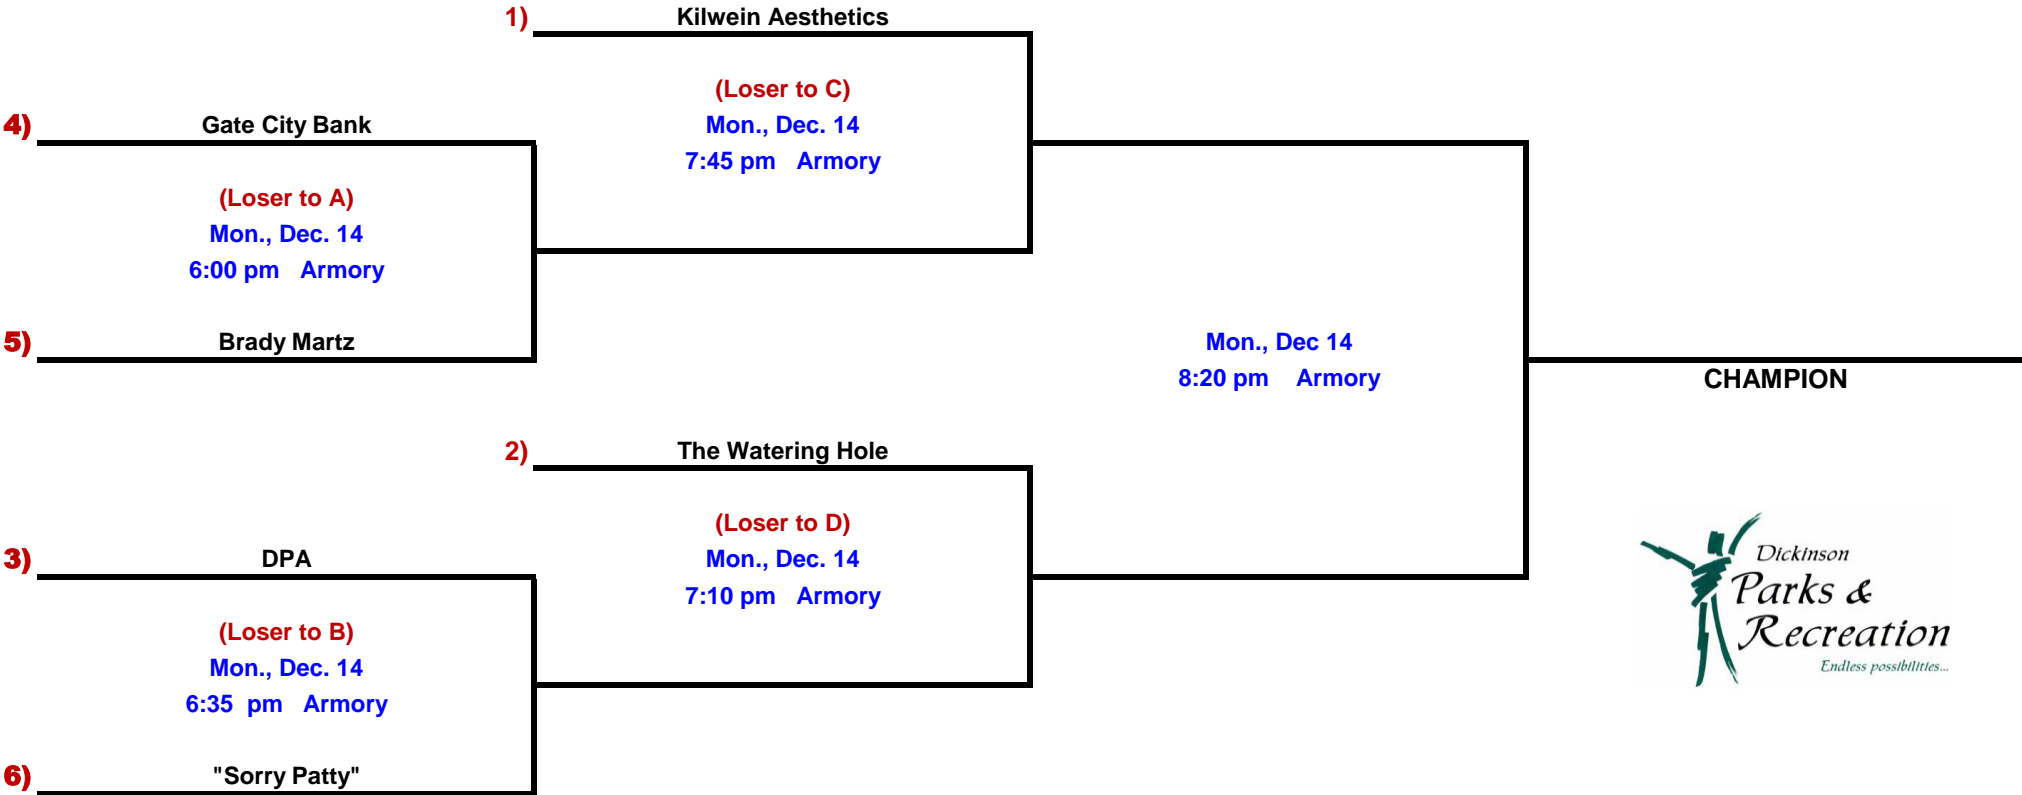 1) Kilwein Aesthetics
(Loser to C)
4) Gate City Bank
Mon., Dec. 14
7:45 pm Armory
(Loser to A)
Mon., Dec. 14
6:00 pm Armory
5) Brady Martz
Mon., Dec 14
8:20 pm Armory
CHAMPION
2) The Watering Hole
(Loser to D)
3) DPA
Mon., Dec. 14
7:10 pm Armory
(Loser to B)
Mon., Dec. 14
6:35 pm Armory
6) "Sorry Patty"
Dickinson
Parks &
Recreation
Endless possibilities...